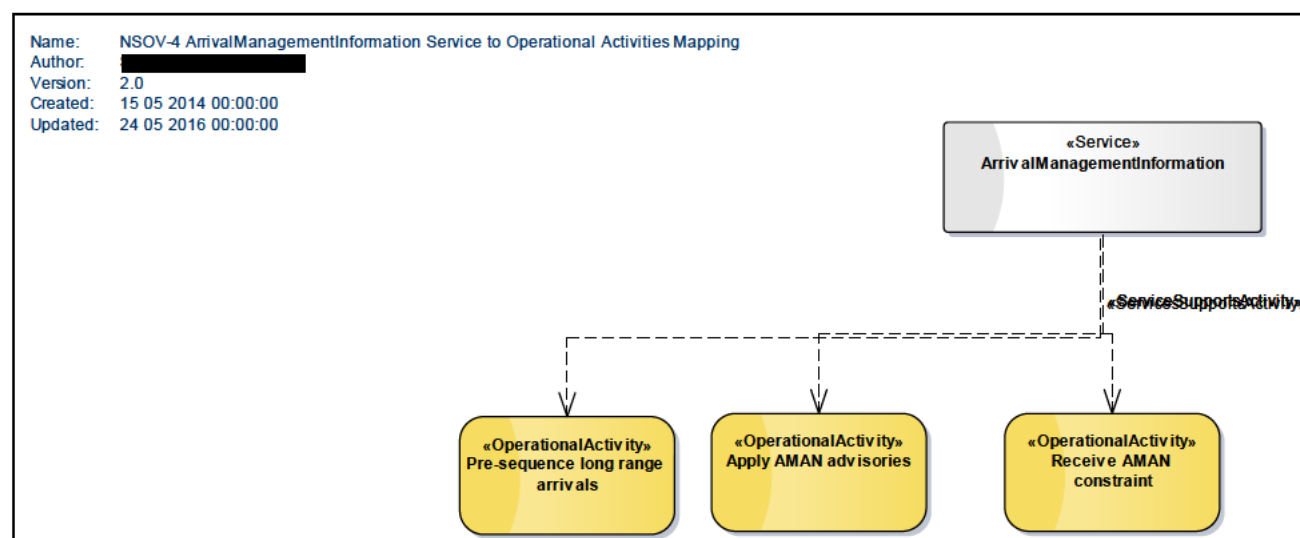 Name: NSOV-4 ArrivalManagementInformation Service to Operational Activities Mapping
Author:
Version: 2.0
Created: 15 05 2014 00:00:00
Updated: 24 05 2016 00:00:00
«Service»
ArrivalManagementInformation
«ServiceSupportsActivity»
«OperationalActivity»
Pre-sequence long range
arrivals
«OperationalActivity»
Apply AMAN advisories
«OperationalActivity»
Receive AMAN
constraint